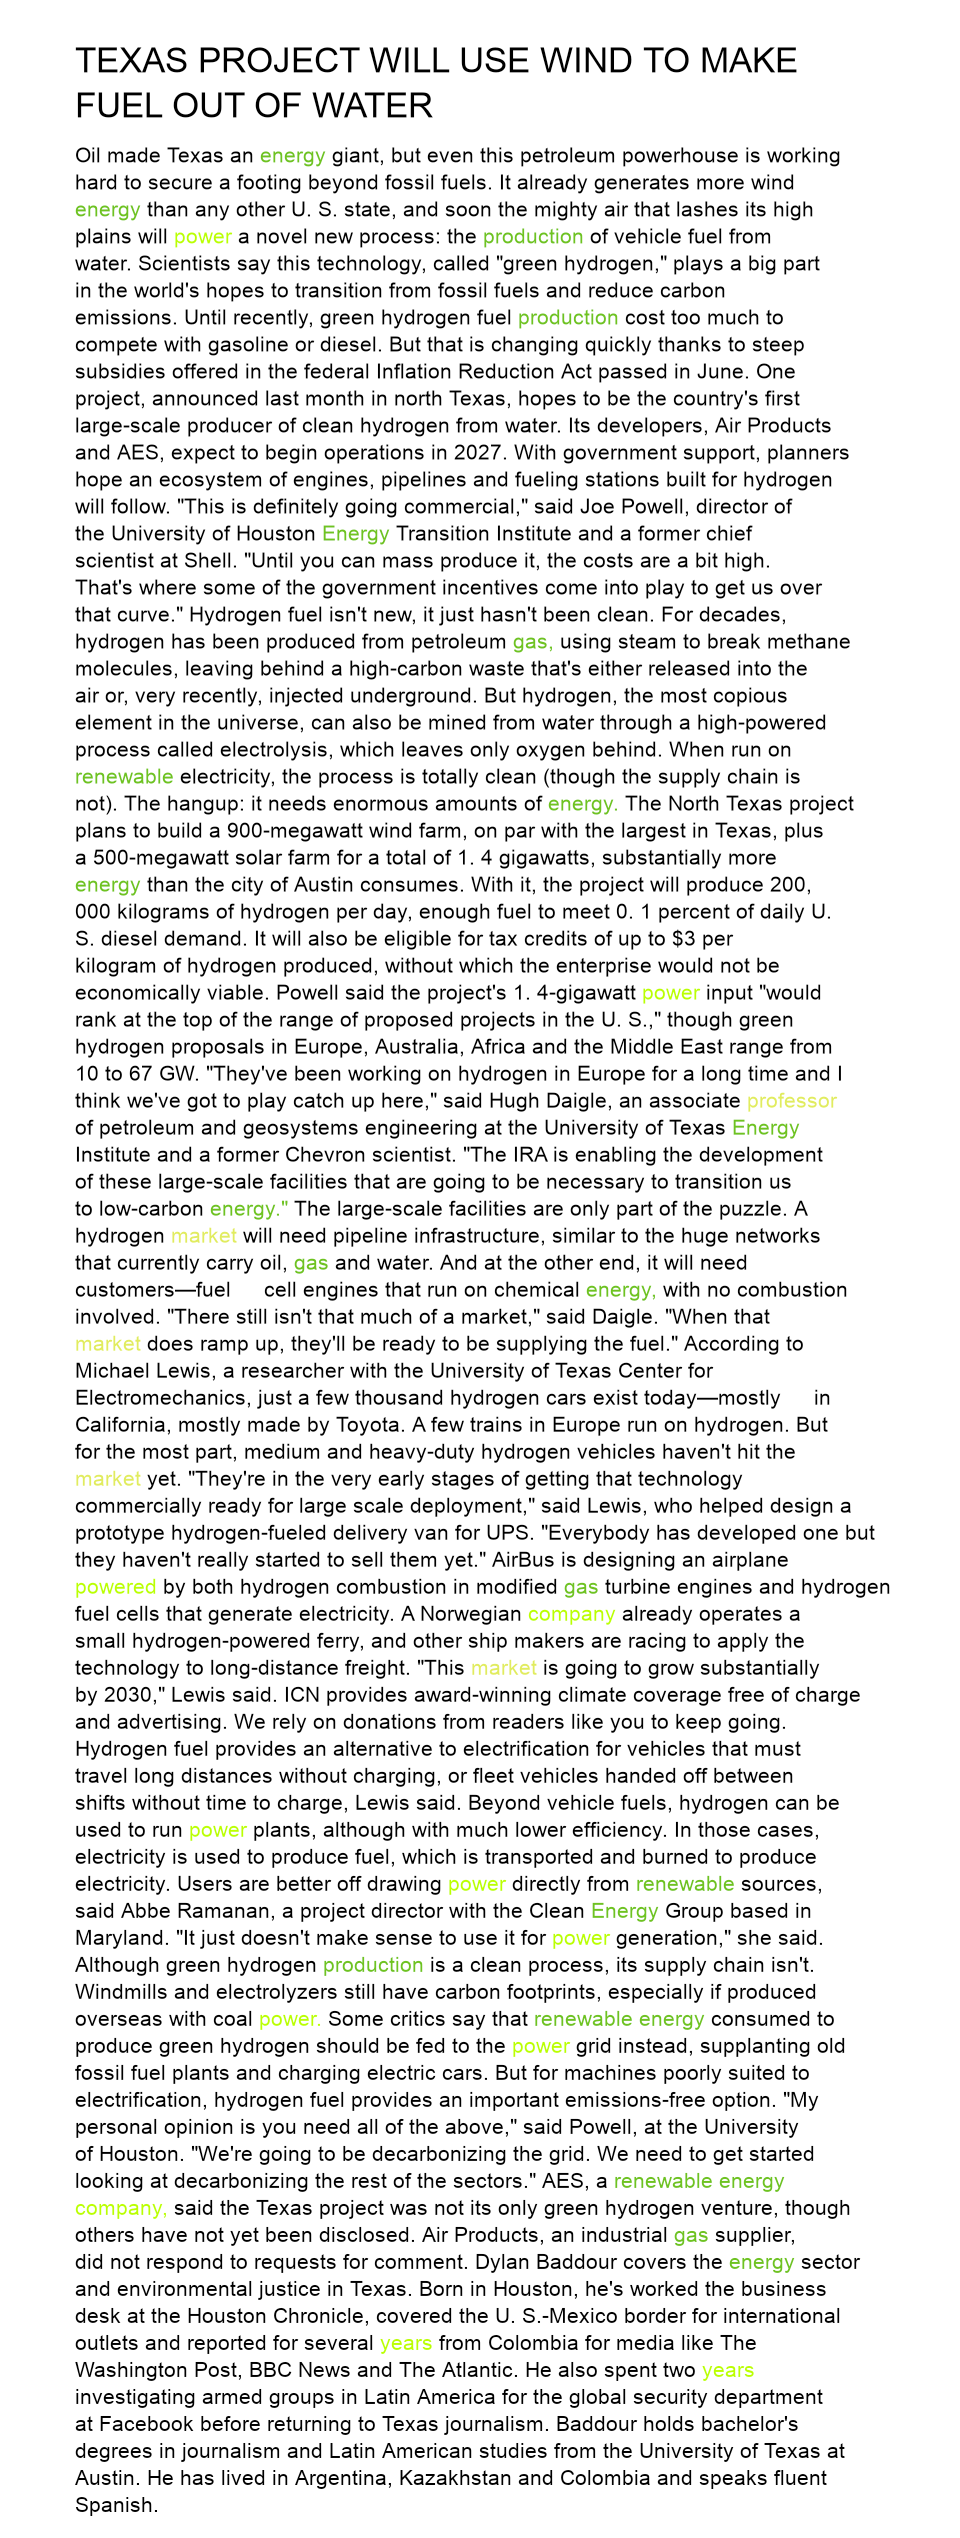 TEXAS PROJECT WILL USE WIND TO MAKE
FUEL OUT OF WATER
Oil made Texas an energy giant, but even this petroleum powerhouse is working
hard to secure a footing beyond fossil fuels. It already generates more wind
energy than any other U. S. state, and soon the mighty air that lashes its high
plains will power a novel new process: the production of vehicle fuel from
water. Scientists say this technology, called "green hydrogen," plays a big part
in the world's hopes to transition from fossil fuels and reduce carbon
emissions. Until recently, green hydrogen fuel production cost too much to
compete with gasoline or diesel. But that is changing quickly thanks to steep
subsidies offered in the federal Inflation Reduction Act passed in June. One
project, announced last month in north Texas, hopes to be the country's first
large-scale producer of clean hydrogen from water. Its developers, Air Products
and AES, expect to begin operations in 2027. With government support, planners
hope an ecosystem of engines, pipelines and fueling stations built for hydrogen
will follow. "This is definitely going commercial," said Joe Powell, director of
the University of Houston Energy Transition Institute and a former chief
scientist at Shell. "Until you can mass produce it, the costs are a bit high.
That's where some of the government incentives come into play to get us over
that curve." Hydrogen fuel isn't new, it just hasn't been clean. For decades,
hydrogen has been produced from petroleum gas, using steam to break methane
molecules, leaving behind a high-carbon waste that's either released into the
air or, very recently, injected underground. But hydrogen, the most copious
element in the universe, can also be mined from water through a high-powered
process called electrolysis, which leaves only oxygen behind. When run on
renewable electricity, the process is totally clean (though the supply chain is
not). The hangup: it needs enormous amounts of energy. The North Texas project
plans to build a 900-megawatt wind farm, on par with the largest in Texas, plus
a 500-megawatt solar farm for a total of 1. 4 gigawatts, substantially more
energy than the city of Austin consumes. With it, the project will produce 200,
000 kilograms of hydrogen per day, enough fuel to meet 0. 1 percent of daily U.
S. diesel demand. It will also be eligible for tax credits of up to $3 per
kilogram of hydrogen produced, without which the enterprise would not be
economically viable. Powell said the project's 1. 4-gigawatt power input "would
rank at the top of the range of proposed projects in the U. S.," though green
hydrogen proposals in Europe, Australia, Africa and the Middle East range from
10 to 67 GW. "They've been working on hydrogen in Europe for a long time and I
think we've got to play catch up here," said Hugh Daigle, an associate professor
of petroleum and geosystems engineering at the University of Texas Energy
Institute and a former Chevron scientist. "The IRA is enabling the development
of these large-scale facilities that are going to be necessary to transition us
to low-carbon energy." The large-scale facilities are only part of the puzzle. A
hydrogen market will need pipeline infrastructure, similar to the huge networks
that currently carry oil, gas and water. And at the other end, it will need
customers—fuel cell engines that run on chemical energy, with no combustion
involved. "There still isn't that much of a market," said Daigle. "When that
market does ramp up, they'll be ready to be supplying the fuel." According to
Michael Lewis, a researcher with the University of Texas Center for
Electromechanics, just a few thousand hydrogen cars exist today—mostly in
California, mostly made by Toyota. A few trains in Europe run on hydrogen. But
for the most part, medium and heavy-duty hydrogen vehicles haven't hit the
market yet. "They're in the very early stages of getting that technology
commercially ready for large scale deployment," said Lewis, who helped design a
prototype hydrogen-fueled delivery van for UPS. "Everybody has developed one but
they haven't really started to sell them yet." AirBus is designing an airplane
powered by both hydrogen combustion in modified gas turbine engines and hydrogen
fuel cells that generate electricity. A Norwegian company already operates a
small hydrogen-powered ferry, and other ship makers are racing to apply the
technology to long-distance freight. "This market is going to grow substantially
by 2030," Lewis said. ICN provides award-winning climate coverage free of charge
and advertising. We rely on donations from readers like you to keep going.
Hydrogen fuel provides an alternative to electrification for vehicles that must
travel long distances without charging, or fleet vehicles handed off between
shifts without time to charge, Lewis said. Beyond vehicle fuels, hydrogen can be
used to run power plants, although with much lower efficiency. In those cases,
electricity is used to produce fuel, which is transported and burned to produce
electricity. Users are better off drawing power directly from renewable sources,
said Abbe Ramanan, a project director with the Clean Energy Group based in
Maryland. "It just doesn't make sense to use it for power generation," she said.
Although green hydrogen production is a clean process, its supply chain isn't.
Windmills and electrolyzers still have carbon footprints, especially if produced
overseas with coal power. Some critics say that renewable energy consumed to
produce green hydrogen should be fed to the power grid instead, supplanting old
fossil fuel plants and charging electric cars. But for machines poorly suited to
electrification, hydrogen fuel provides an important emissions-free option. "My
personal opinion is you need all of the above," said Powell, at the University
of Houston. "We're going to be decarbonizing the grid. We need to get started
looking at decarbonizing the rest of the sectors." AES, a renewable energy
company, said the Texas project was not its only green hydrogen venture, though
others have not yet been disclosed. Air Products, an industrial gas supplier,
did not respond to requests for comment. Dylan Baddour covers the energy sector
and environmental justice in Texas. Born in Houston, he's worked the business
desk at the Houston Chronicle, covered the U. S.-Mexico border for international
outlets and reported for several years from Colombia for media like The
Washington Post, BBC News and The Atlantic. He also spent two years
investigating armed groups in Latin America for the global security department
at Facebook before returning to Texas journalism. Baddour holds bachelor's
degrees in journalism and Latin American studies from the University of Texas at
Austin. He has lived in Argentina, Kazakhstan and Colombia and speaks fluent
Spanish.